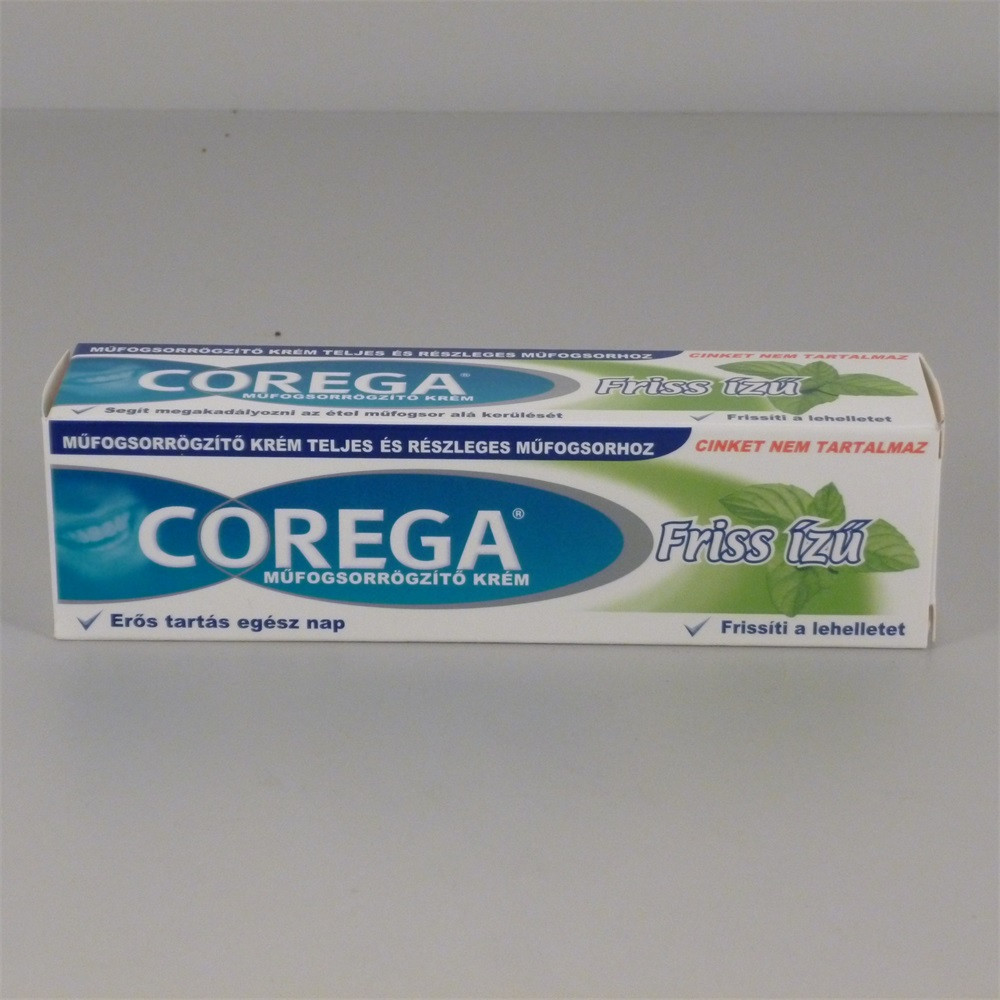 MŰFOGSORRÖGZÍTŐ KRÉM TELJES ÉS RÉSZLEGES MŰFOGSORHOZ
CINKET NEM TARTALMAZ
COREGA®
Friss ízű
MŰFOGSORRÖGZÍTŐ KRÉM
Segít megakadályozni az étel műfogsor alá kerülését
Frissíti a lehelletet
MŰFOGSORRÖGZÍTŐ KRÉM TELJES ÉS RÉSZLEGES MŰFOGSORHOZ
CINKET NEM TARTALMAZ
COREGA®
Friss ízű
MŰFOGSORRÖGZÍTŐ KRÉM
Erős tartás egész nap
Frissíti a lehelletet